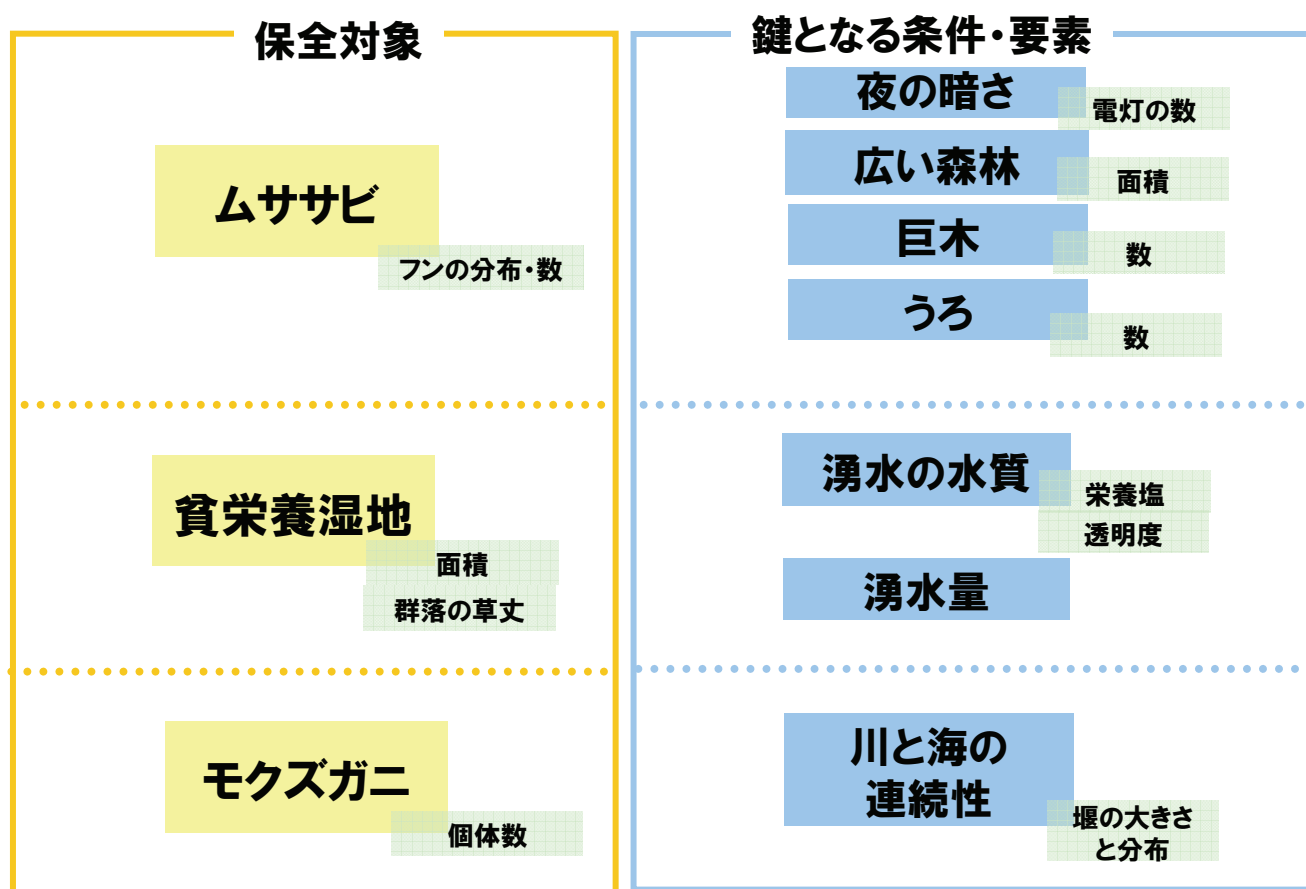 保全対象
鍵となる条件・要素
ムササビ
フンの分布・数
夜の暗さ
電灯の数
広い森林
面積
巨木
数
うろ
数
貧栄養湿地
面積
群落の草丈
湧水の水質
栄養塩
透明度
湧水量
モクズガニ
個体数
川と海の
連続性
堰の大きさ
と分布